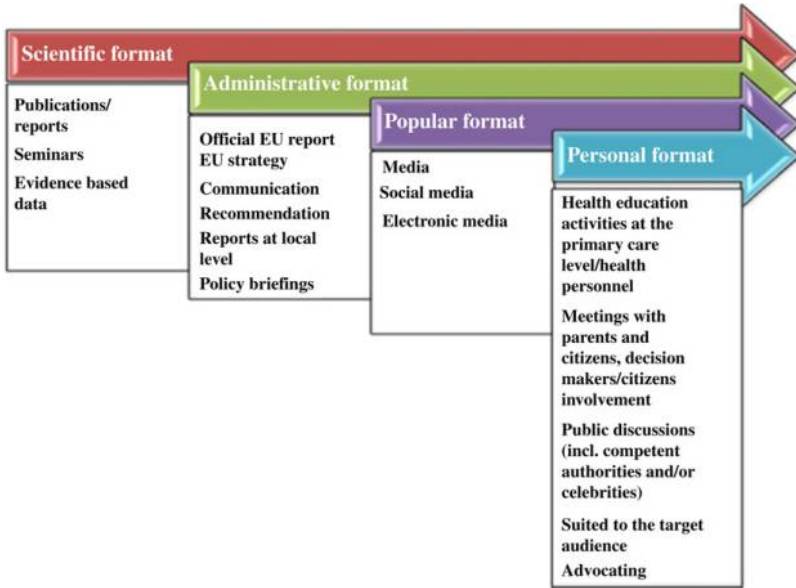 Scientific format
Publications/
reports
Seminars
Evidence based
data
Administrative format
Official EU report
EU strategy
Communication
Recommendation
Reports at local
level
Policy briefings
Popular format
Media
Social media
Electronic media
Personal format
Health education
activities at the
primary care
level/health
personnel
Meetings with
parents and
citizens, decision
makers/citizens
involvement
Public discussions
(incl. competent
authorities and/or
celebrities)
Suited to the target
audience
Advocating